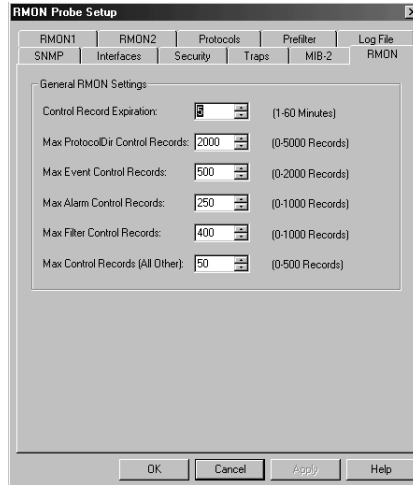 RMON Probe Setup
RMON1 RMON2 Protocols Prefilter Log File
SNMP Interfaces Security Traps MIB-2 RMON
General RMON Settings
Control Record Expiration: 5 (1-60 Minutes)
Max ProtocolDir Control Records: 2000 (0-5000 Records)
Max Event Control Records: 500 (0-2000 Records)
Max Alarm Control Records: 250 (0-1000 Records)
Max Filter Control Records: 400 (0-1000 Records)
Max Control Records (All Other): 50 (0-500 Records)
OK Cancel Apply Help